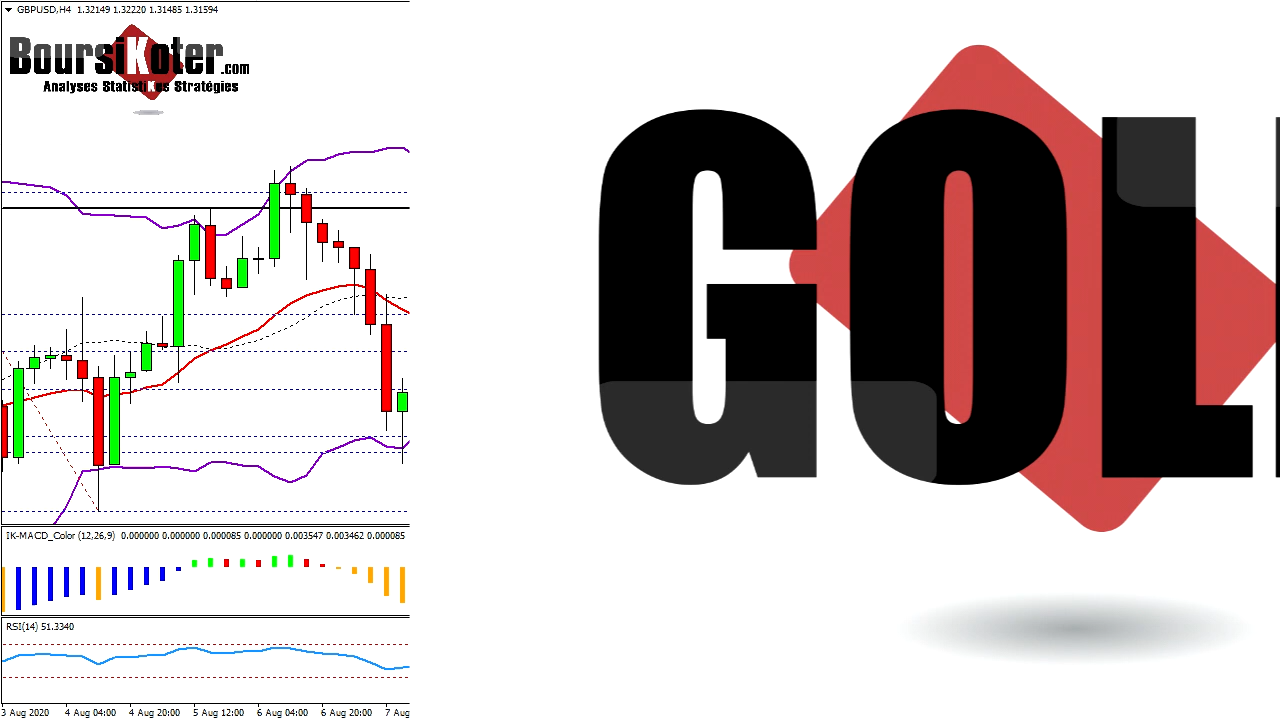 GBPUSD,H4 1.32149 1.32220 1.31485 1.31594
BoursiKoter.com
Analyses StatistiKes Stratégies
GOL
IK-MACD_Color (12,26,9) 0.000000 0.000000 0.000085 0.000000 0.003547 0.003462 0.000085
RSI(14) 51.3340
3 Aug 2020 4 Aug 04:00 4 Aug 20:00 5 Aug 12:00 6 Aug 04:00 6 Aug 20:00 7 Aug